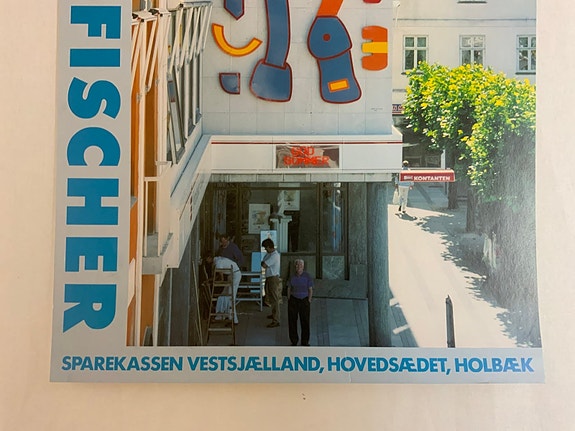 FISCHER
KONTANTEN
SPAREKASSEN VESTSJÆLLAND, HOVEDSÆDET, HOLBÆK